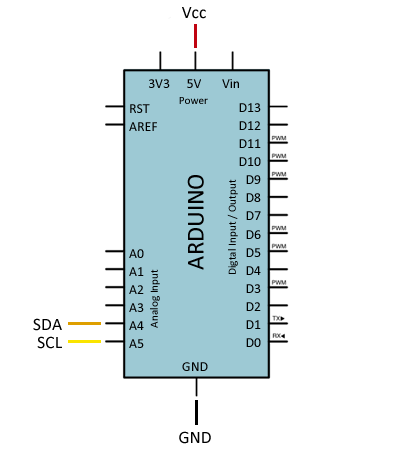 Vcc
3V3 5V Vin
Power
RST
AREF
D13
D12
D11 PWM
D10 PWM
D9 PWM
D8
D7
D6 PWM
D5 PWM
D4
D3 PWM
D2
D1 TX▶
D0 RX◀
ARDUINO
Digtal Input / Output
A0
A1
A2
A3
SDA A4
SCL A5
Analog Input
GND
GND